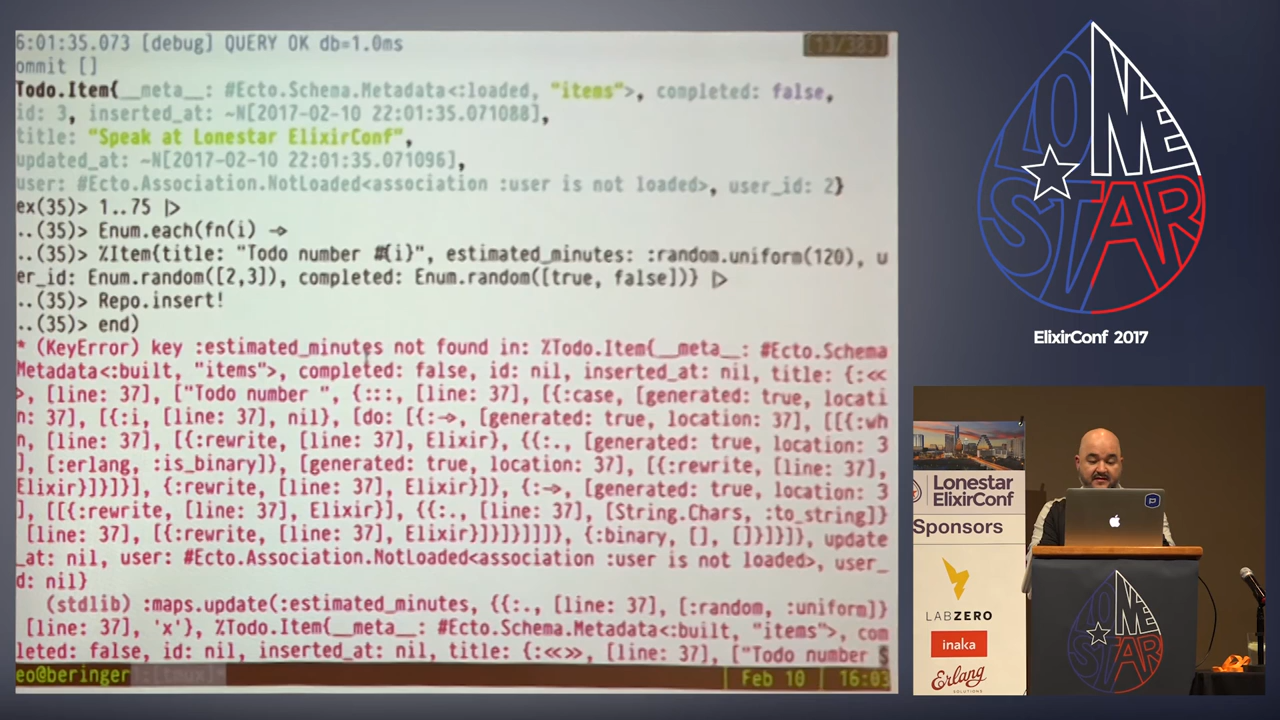 6:01:35.073 [debug] QUERY OK db=1.0ms
[13/383]
ommit []
Todo.Item{__meta__: #Ecto.Schema.Metadata<:loaded, "items">, completed: false,
id: 3, inserted_at: ~N[2017-02-10 22:01:35.071088],
title: "Speak at Lonestar ElixirConf",
updated_at: ~N[2017-02-10 22:01:35.071096],
user: #Ecto.Association.NotLoaded<association :user is not loaded>, user_id: 2}
ex(35)> 1..75 |>
..(35)> Enum.each(fn(i) ->
..(35)> %Item{title: "Todo number #{i}", estimated_minutes: :random.uniform(120), u
er_id: Enum.random([2,3]), completed: Enum.random([true, false])} |>
..(35)> Repo.insert!
..(35)> end)
* (KeyError) key :estimated_minutes not found in: %Todo.Item{__meta__: #Ecto.Schema
Metadata<:built, "items">, completed: false, id: nil, inserted_at: nil, title: {:<<
>, [line: 37], ["Todo number ", {:::, [line: 37], [{:case, [generated: true, locati
n: 37], [{:i, [line: 37], nil}, [do: [{:->, [generated: true, location: 37], [[{:wh
n, [line: 37], [{:rewrite, [line: 37], Elixir}, {{:., [generated: true, location: 3
], [:erlang, :is_binary]}, [generated: true, location: 37], [{:rewrite, [line: 37],
Elixir}]}]}], {:rewrite, [line: 37], Elixir}]}, {:->, [generated: true, location: 3
], [[{:rewrite, [line: 37], Elixir}], {{:., [line: 37], [String.Chars, :to_string]}
 [line: 37], [{:rewrite, [line: 37], Elixir}]}]}]]]}, {:binary, [], []}]}]}, update
_at: nil, user: #Ecto.Association.NotLoaded<association :user is not loaded>, user_
d: nil}
(stdlib) :maps.update(:estimated_minutes, {{:., [line: 37], [:random, :uniform]}
 [line: 37], 'x'}, %Todo.Item{__meta__: #Ecto.Schema.Metadata<:built, "items">, com
leted: false, id: nil, inserted_at: nil, title: {:<<>>, [line: 37], ["Todo number $
eo@beringer
Feb 10 | 16:03
LONE
STAR
ElixirConf 2017
Lonestar
ElixirConf
Sponsors
LABZERO
inaka
Erlang
SOLUTIONS
LONE
STAR